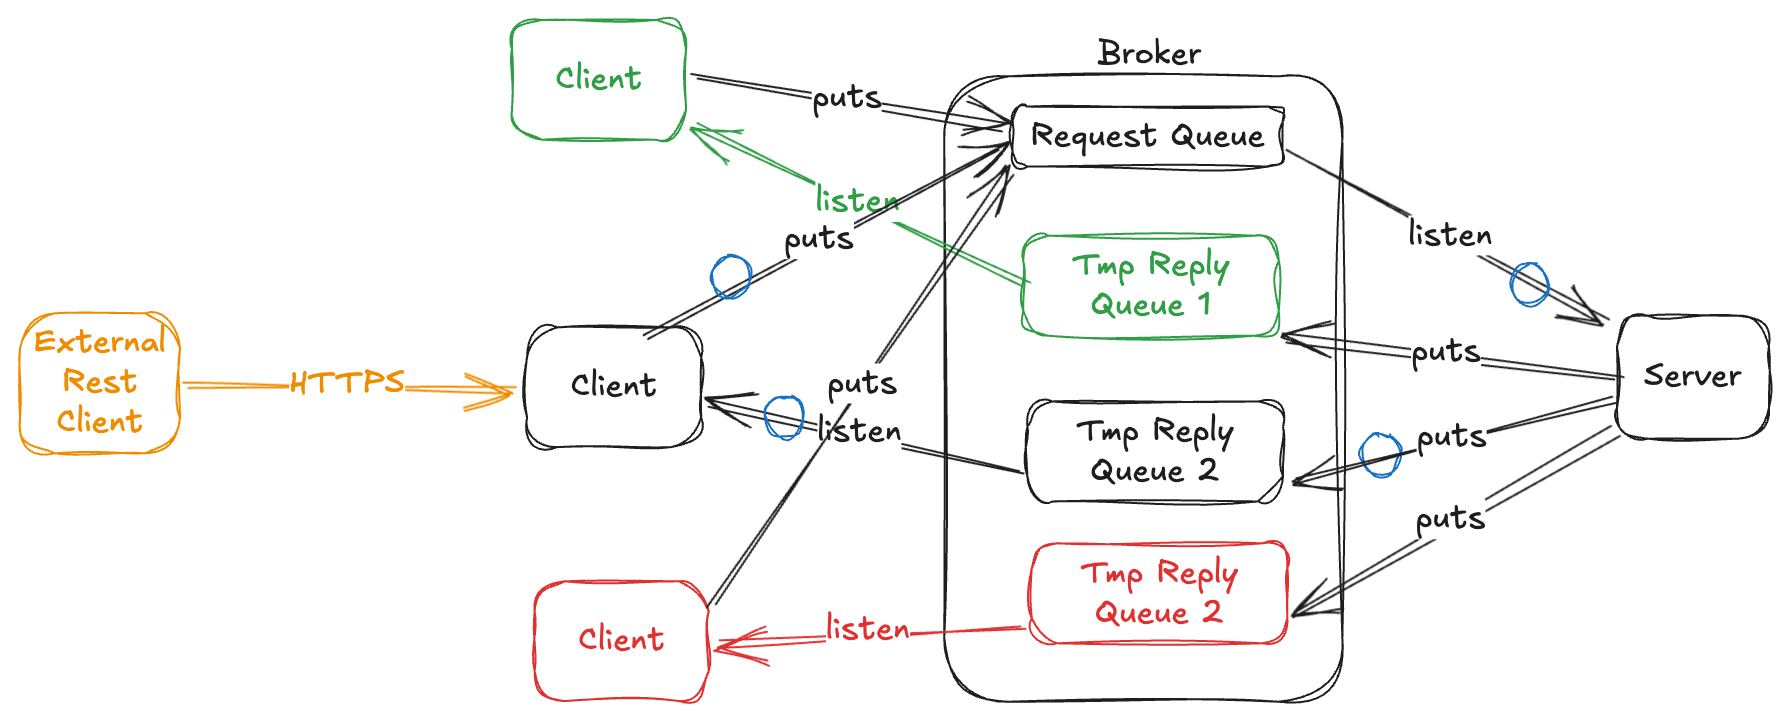 Broker
Client
puts
Request Queue
listen
listen
puts
Tmp Reply
Queue 1
External
Rest
Client
HTTPS
Client
puts
listen
Tmp Reply
Queue 2
puts
puts
Server
puts
Tmp Reply
Queue 2
Client
listen